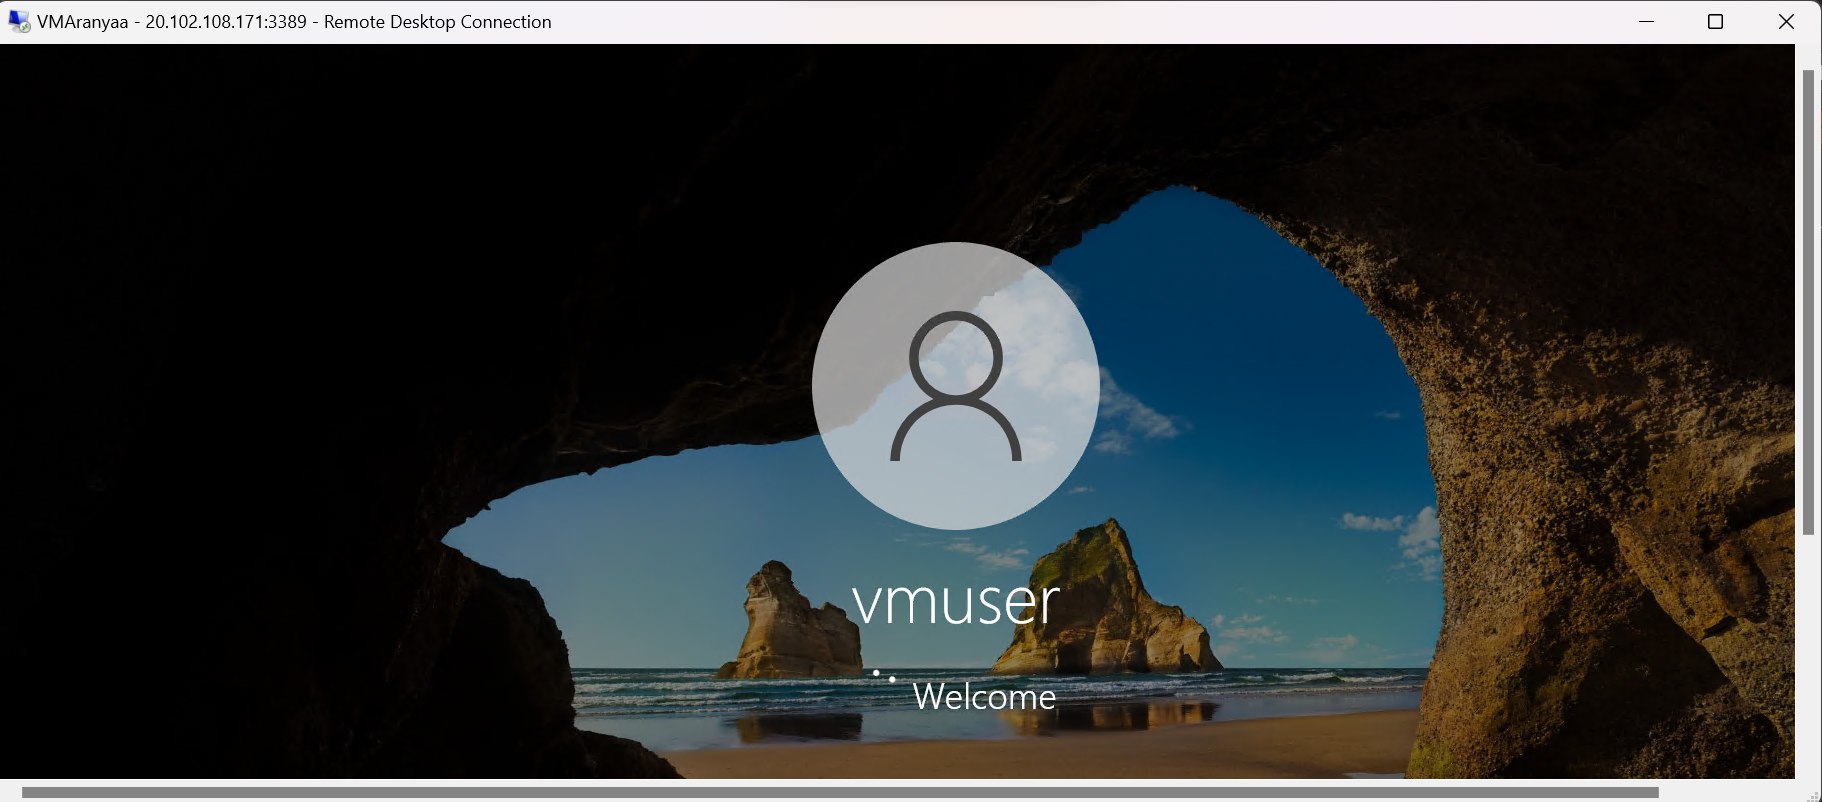 VMAranyaa - 20.102.108.171:3389 - Remote Desktop Connection
vmuser
Welcome